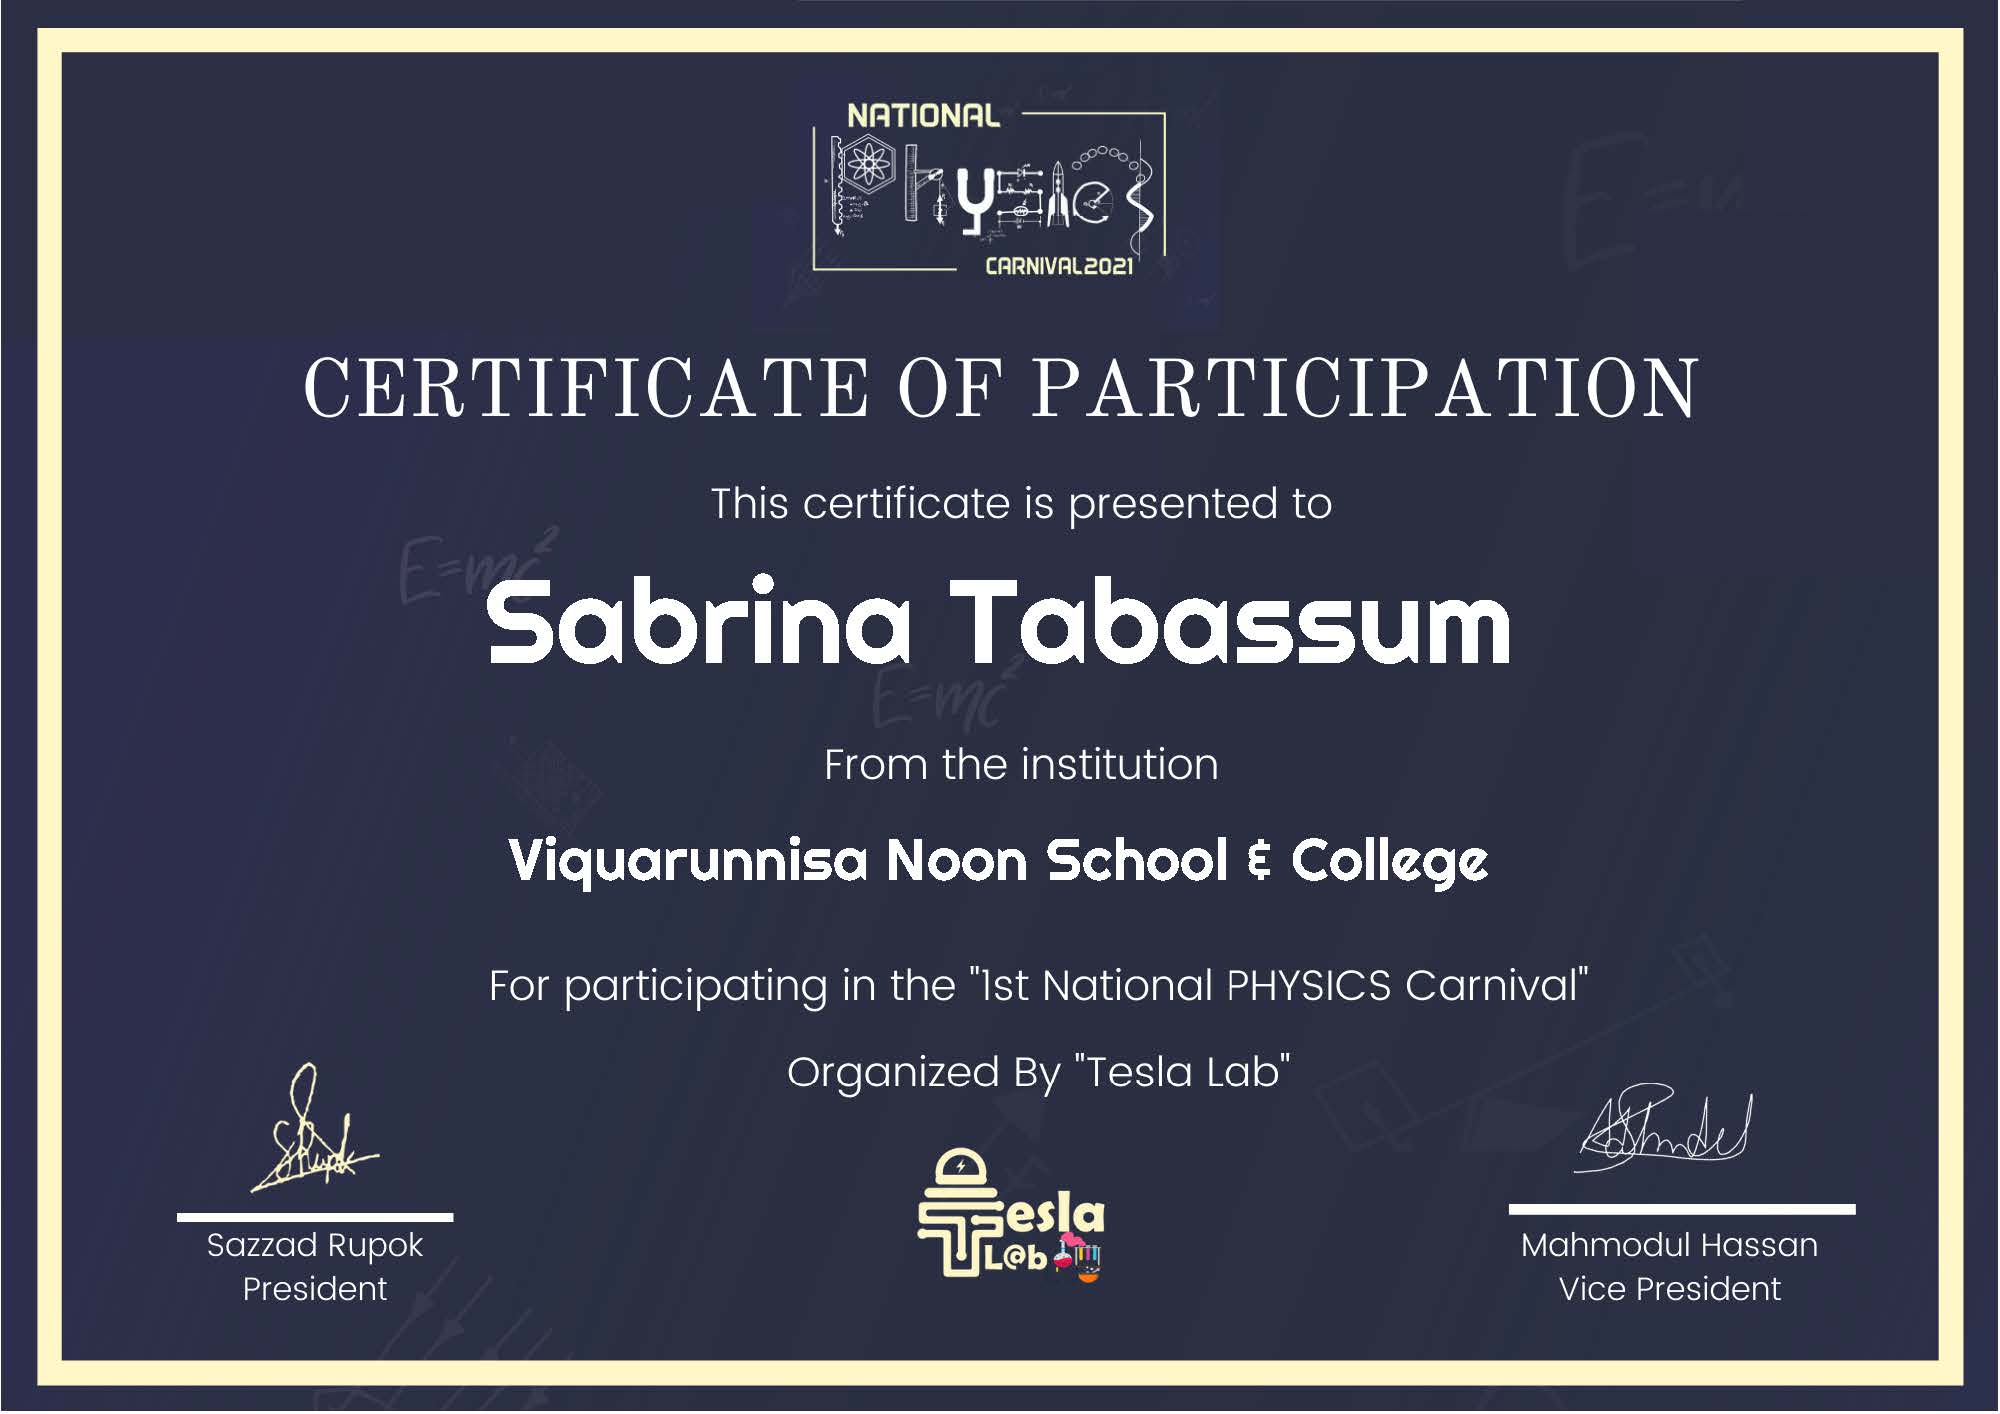 NATIONAL
Physics
CARNIVAL2021
CERTIFICATE OF PARTICIPATION
This certificate is presented to
E=mc²
Sabrina Tabassum
E=mc²
From the institution
Viquarunnisa Noon School & College
For participating in the "1st National PHYSICS Carnival"
Organized By "Tesla Lab"
Tesla
L@b
Sazzad Rupok
President
Mahmodul Hassan
Vice President